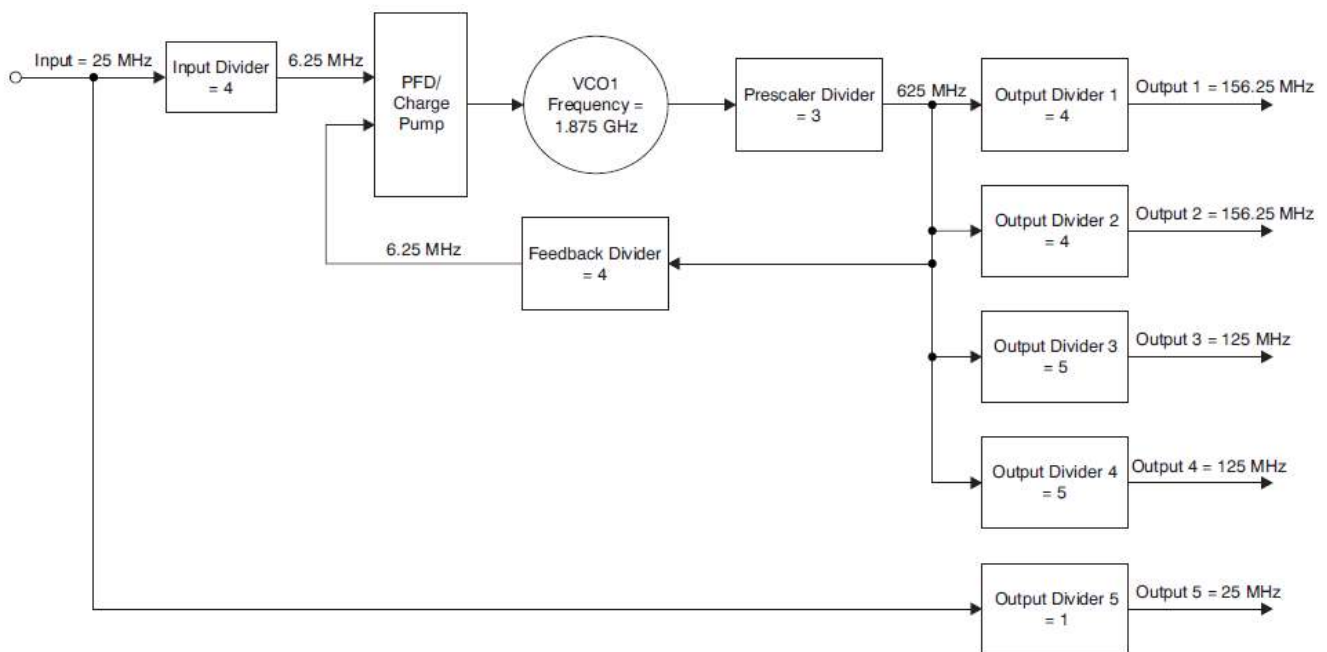 Input = 25 MHz
Input Divider
= 4
6.25 MHz
PFD/
Charge
Pump
VCO1
Frequency =
1.875 GHz
Prescaler Divider
= 3
625 MHz
Output Divider 1
= 4
Output 1 = 156.25 MHz
Output Divider 2
= 4
Output 2 = 156.25 MHz
6.25 MHz
Feedback Divider
= 4
Output Divider 3
= 5
Output 3 = 125 MHz
Output Divider 4
= 5
Output 4 = 125 MHz
Output Divider 5
= 1
Output 5 = 25 MHz